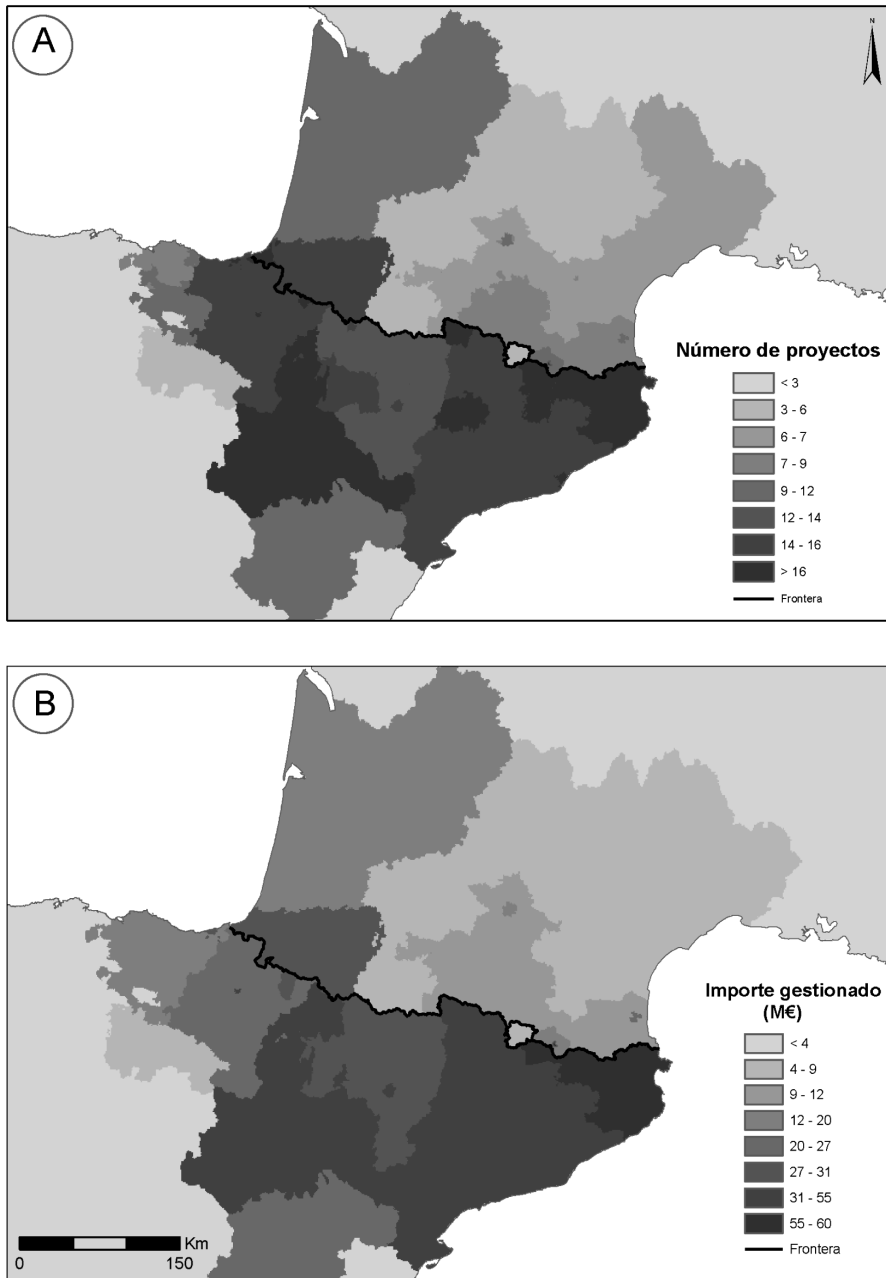 A
N
Número de proyectos
< 3
3 - 6
6 - 7
7 - 9
9 - 12
12 - 14
14 - 16
> 16
Frontera
B
Importe gestionado
(M€)
< 4
4 - 9
9 - 12
12 - 20
20 - 27
27 - 31
31 - 55
55 - 60
Frontera
Km
0 150